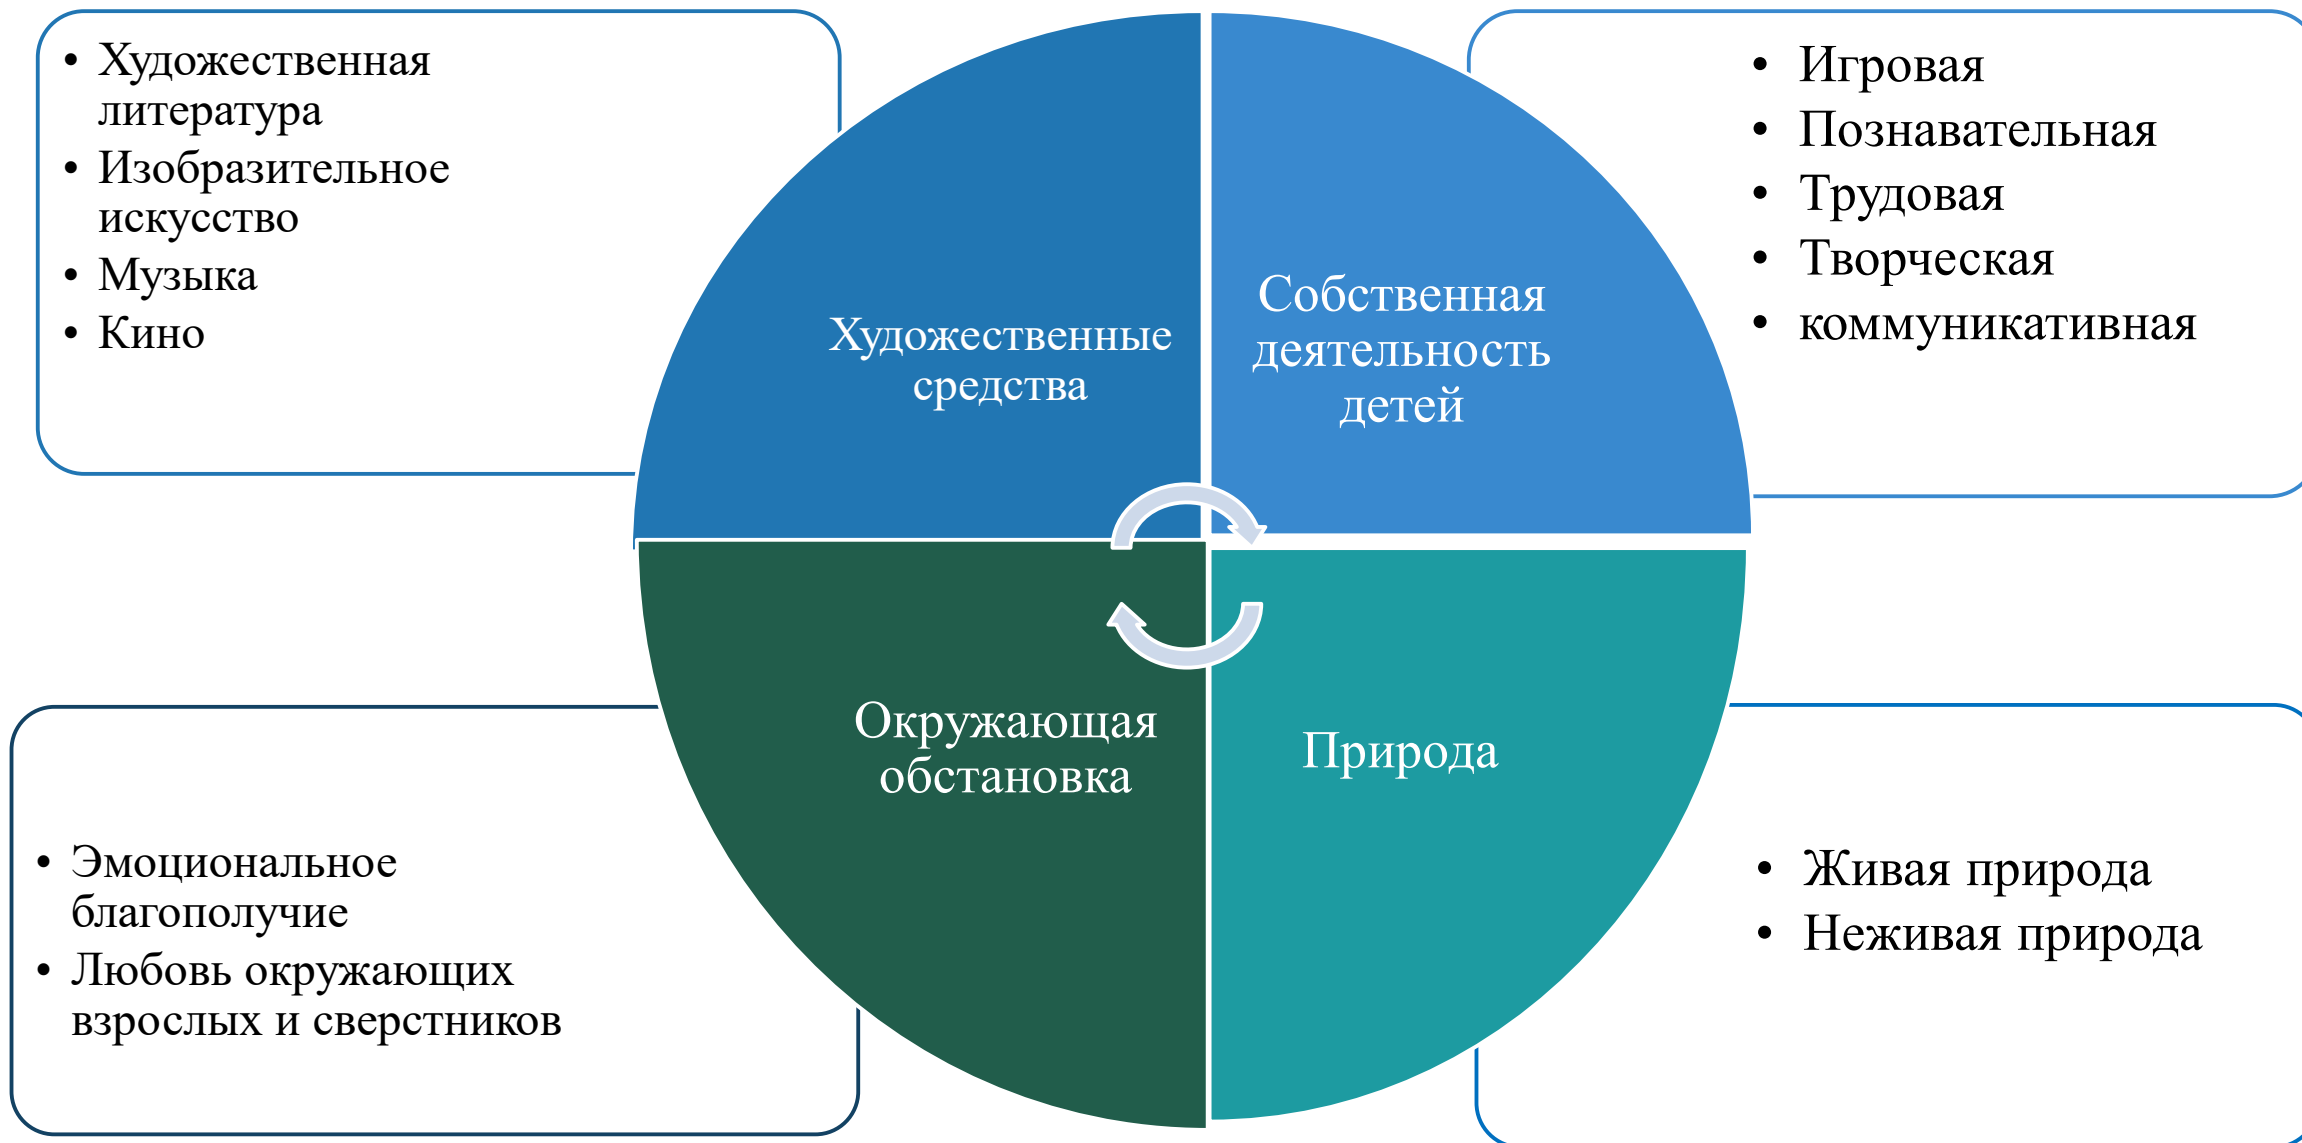 • Художественная
литература
• Изобразительное
искусство
• Музыка
• Кино
Художественные
средства
Собственная
деятельность
детей
• Игровая
• Познавательная
• Трудовая
• Творческая
• коммуникативная
• Эмоциональное
благополучие
• Любовь окружающих
взрослых и сверстников
Окружающая
обстановка
Природа
• Живая природа
• Неживая природа